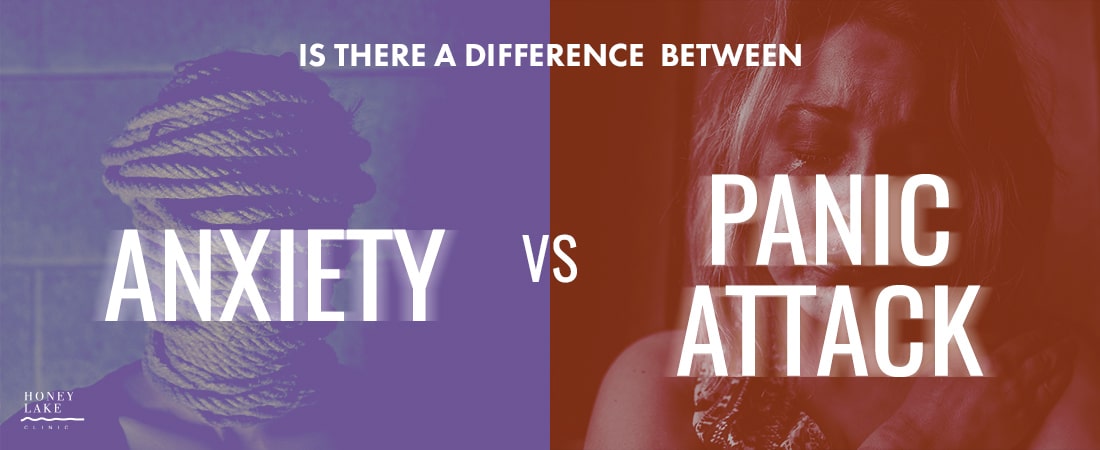 IS THERE A DIFFERENCE BETWEEN
ANXIETY
VS
PANIC
ATTACK
HONEY
LAKE
CLINIC